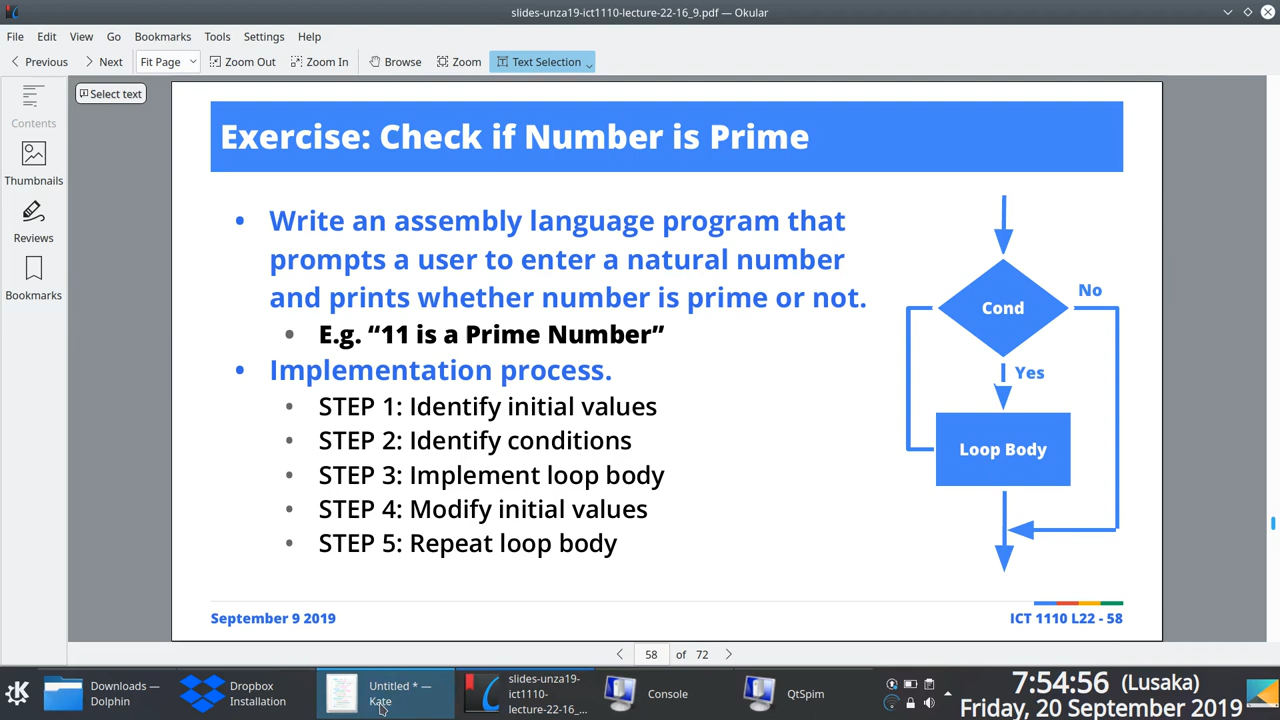 slides-unza19-ict1110-lecture-22-16_9.pdf — Okular
File Edit View Go Bookmarks Tools Settings Help
Previous Next Fit Page Zoom Out Zoom In Browse Zoom Text Selection
Select text
Contents
Thumbnails
Reviews
Bookmarks
Exercise: Check if Number is Prime
• Write an assembly language program that
prompts a user to enter a natural number
and prints whether number is prime or not.
• E.g. “11 is a Prime Number”
• Implementation process.
• STEP 1: Identify initial values
• STEP 2: Identify conditions
• STEP 3: Implement loop body
• STEP 4: Modify initial values
• STEP 5: Repeat loop body
Cond
No
Yes
Loop Body
September 9 2019
ICT 1110 L22 - 58
58 of 72
Downloads —
Dolphin
Dropbox
Installation
Untitled * —
Kate
slides-unza19-
ict1110-
lecture-22-16_...
Console
QtSpim
7:54:56 (Lusaka)
Friday, 20 September 2019